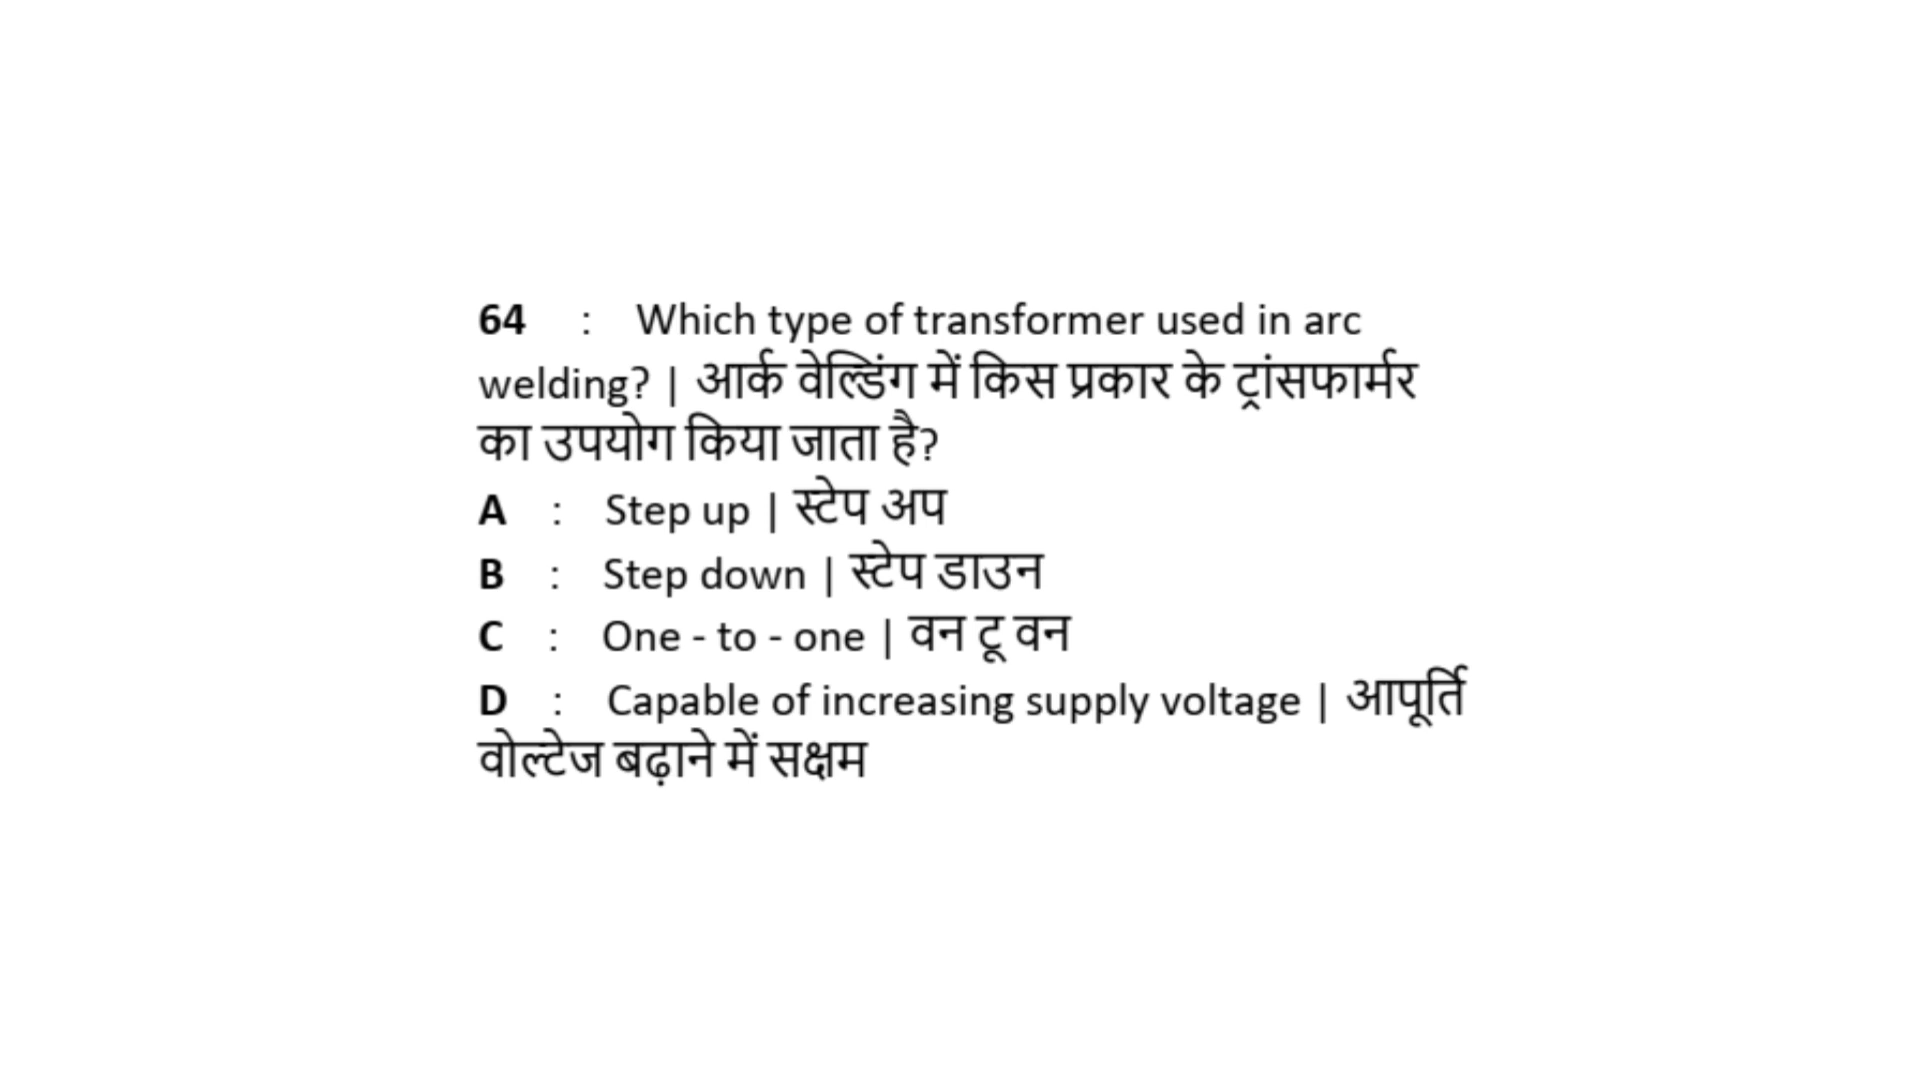 64 : Which type of transformer used in arc
welding? | आर्क वेल्डिंग में किस प्रकार के ट्रांसफार्मर
का उपयोग किया जाता है?
A : Step up | स्टेप अप
B : Step down | स्टेप डाउन
C : One - to - one | वन टू वन
D : Capable of increasing supply voltage | आपूर्ति
वोल्टेज बढ़ाने में सक्षम